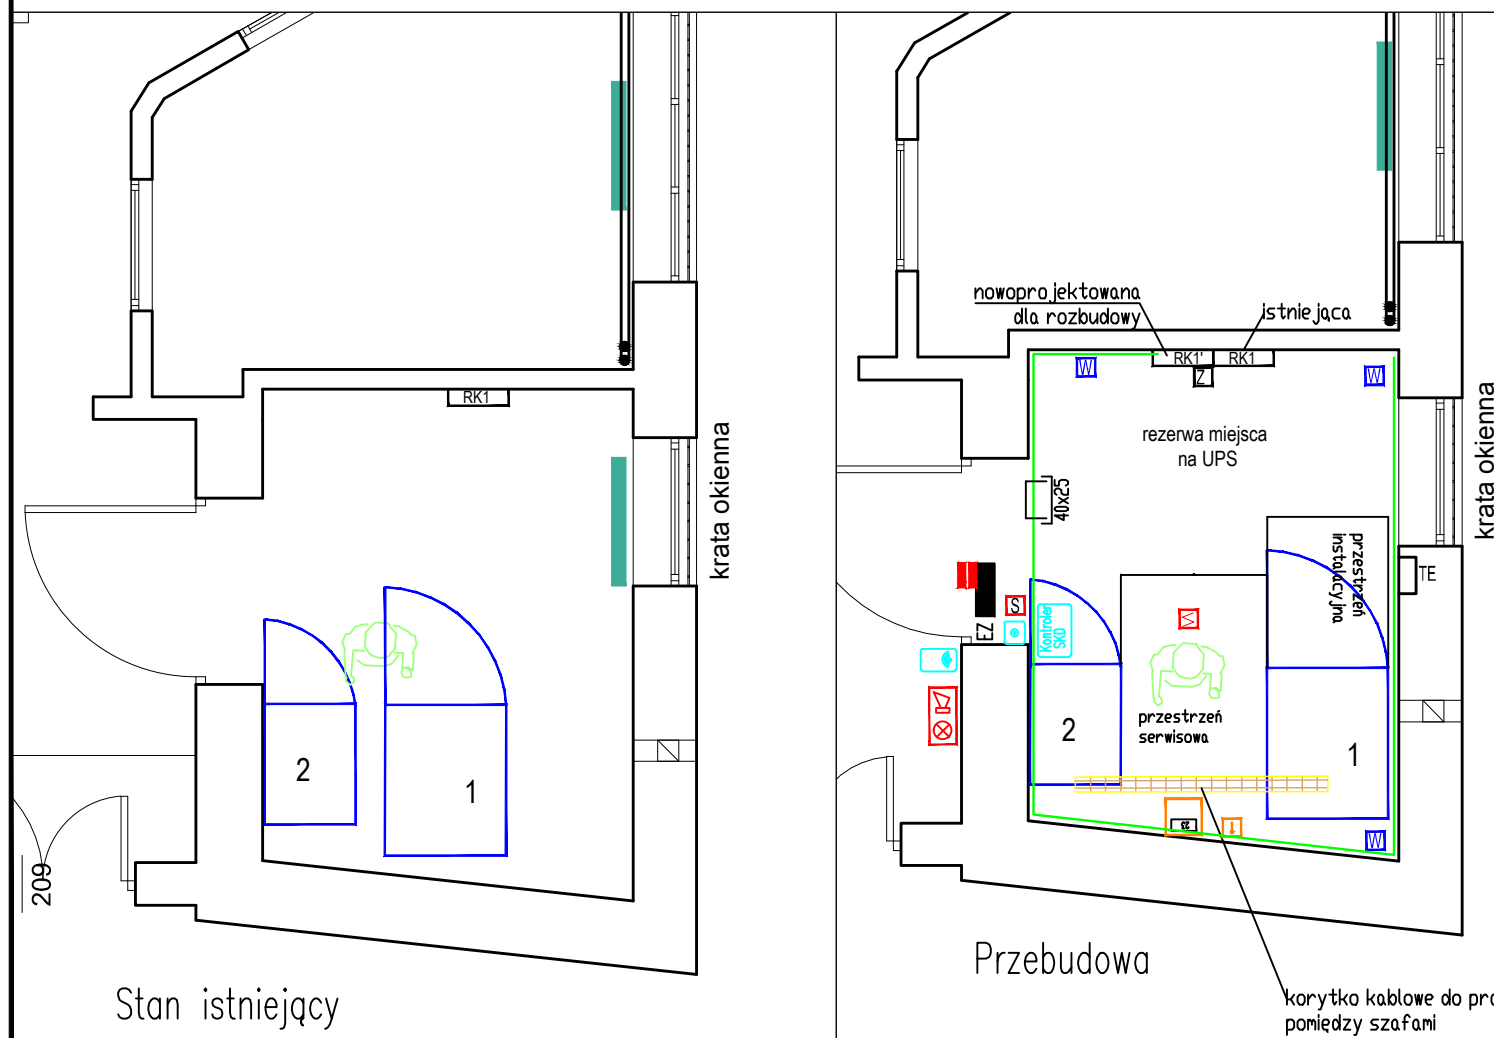 RK1
krata okienna
2
1
209
Stan istniejący
nowoprojektowana
dla rozbudowy
istniejąca
RK1'
RK1
Z
W
W
rezerwa miejsca
na UPS
krata okienna
40x25
przestrzeń
instalacyjna
TE
EZ
S
Kontroler
SKD
W
2
przestrzeń
serwisowa
1
W
Przebudowa
korytko kablowe do pro
pomiędzy szafami